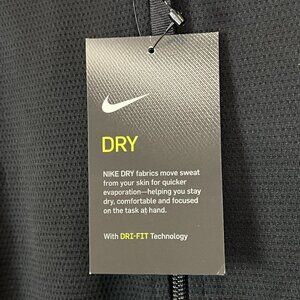 DRY
NIKE DRY fabrics move sweat
from your skin for quicker
evaporation—helping you stay
dry, comfortable and focused
on the task at hand.
With DRI-FIT Technology